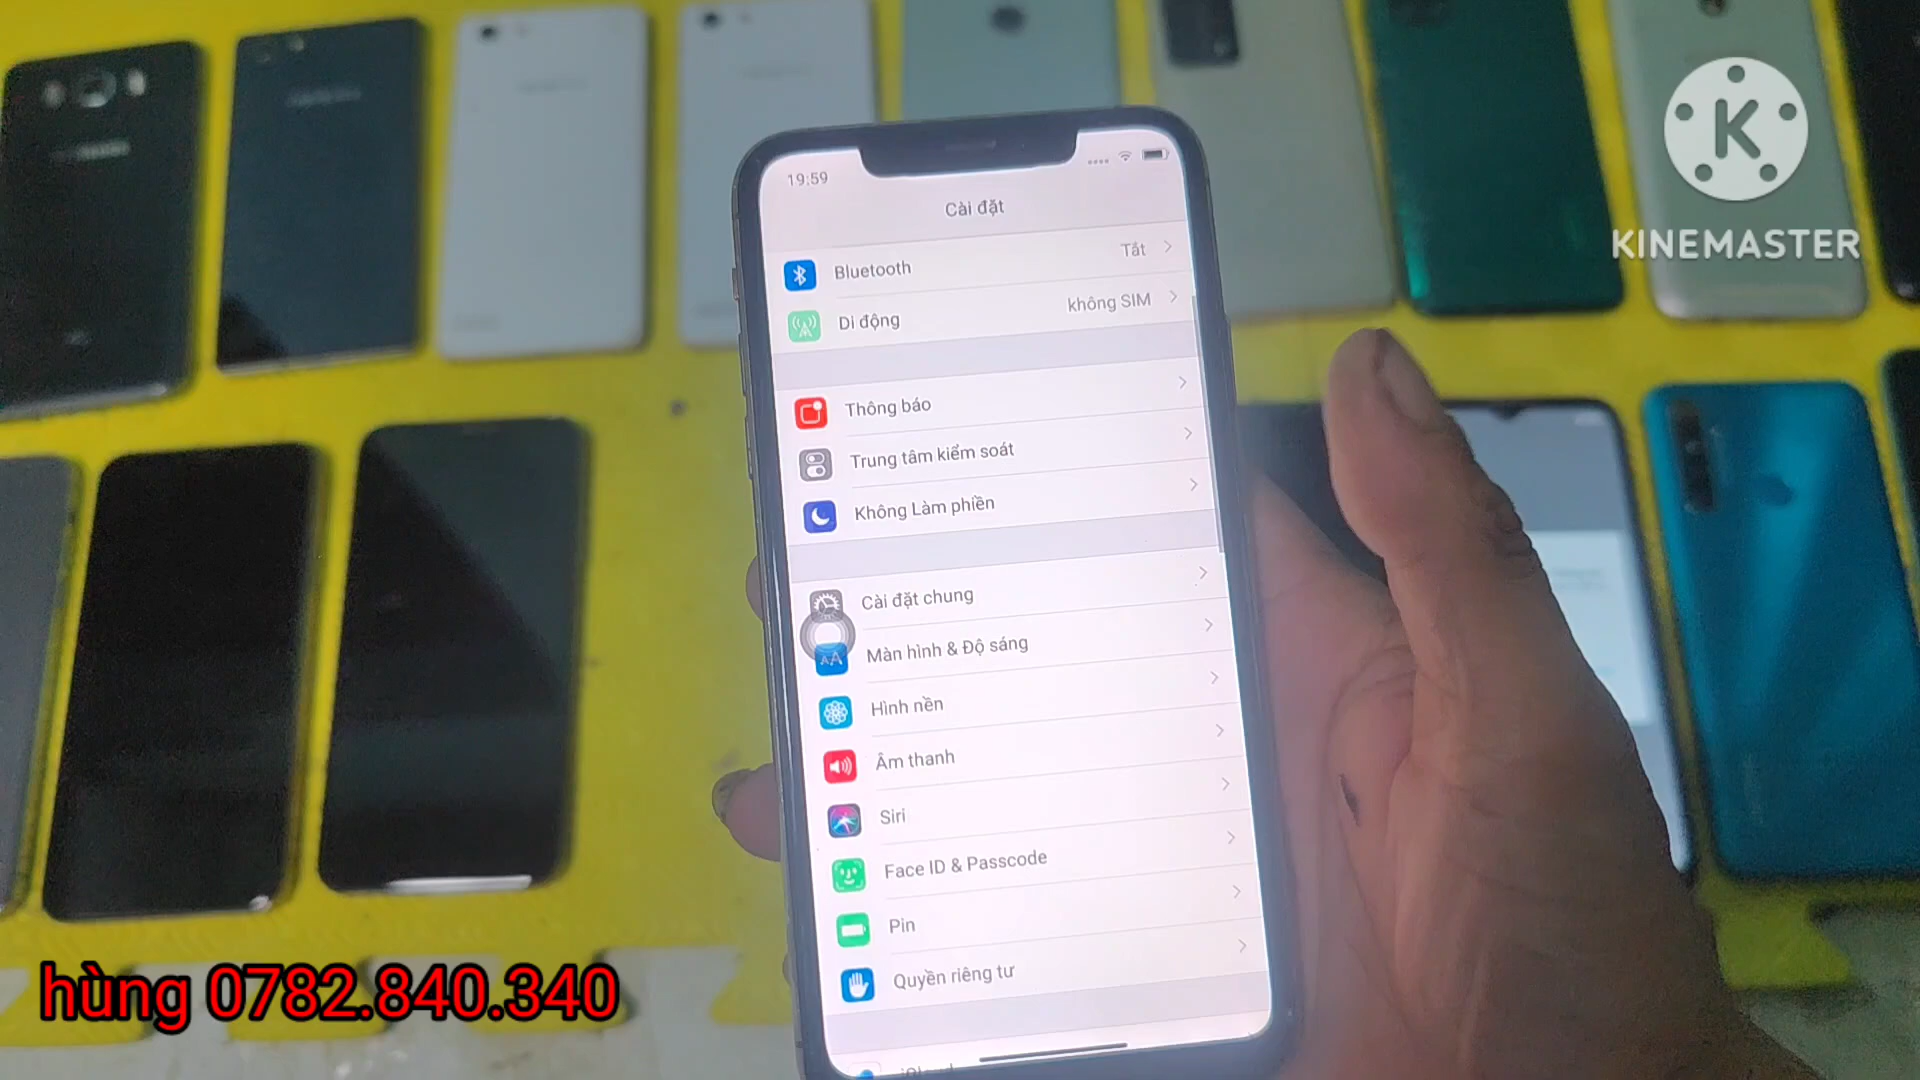 19:59
Cài đặt
Bluetooth
Tắt
Di động
không SIM
Thông báo
Trung tâm kiểm soát
Không Làm phiền
Cài đặt chung
AA
Màn hình & Độ sáng
Hình nền
Âm thanh
Siri
Face ID & Passcode
Pin
Quyền riêng tư
iCloud
K
KINEMASTER
hùng 0782.840.340